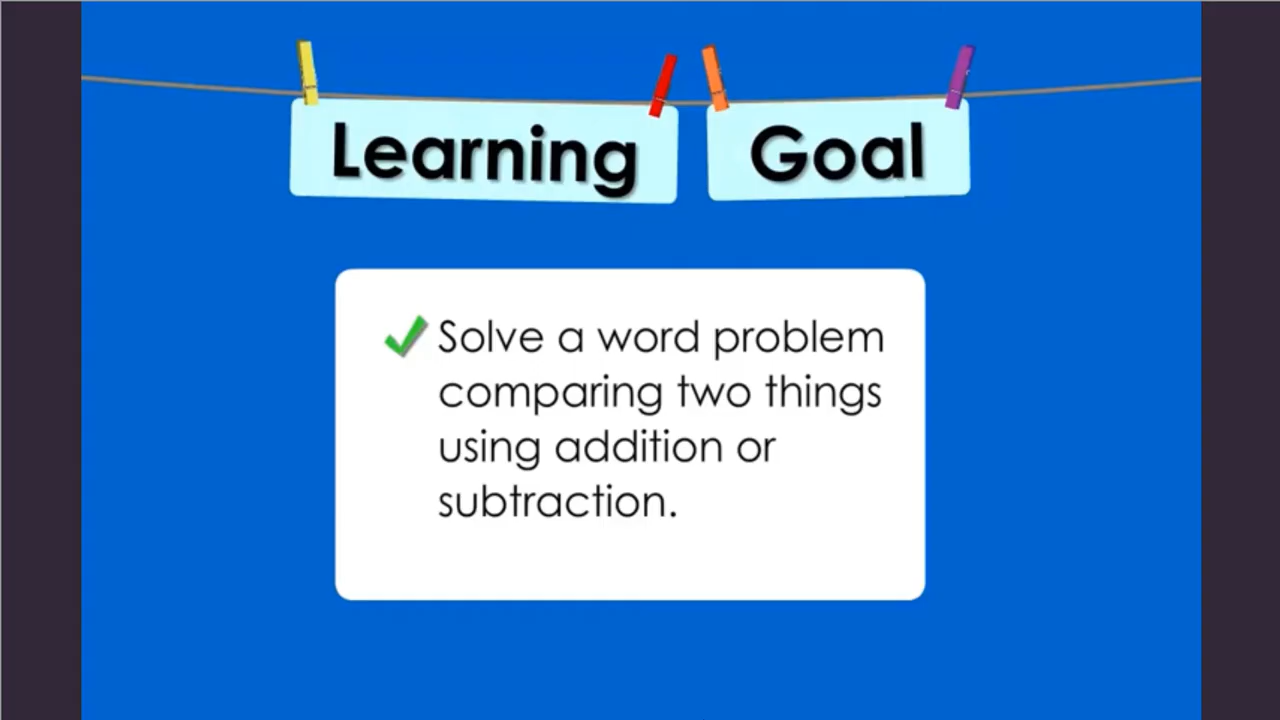 Learning Goal
Solve a word problem
comparing two things
using addition or
subtraction.